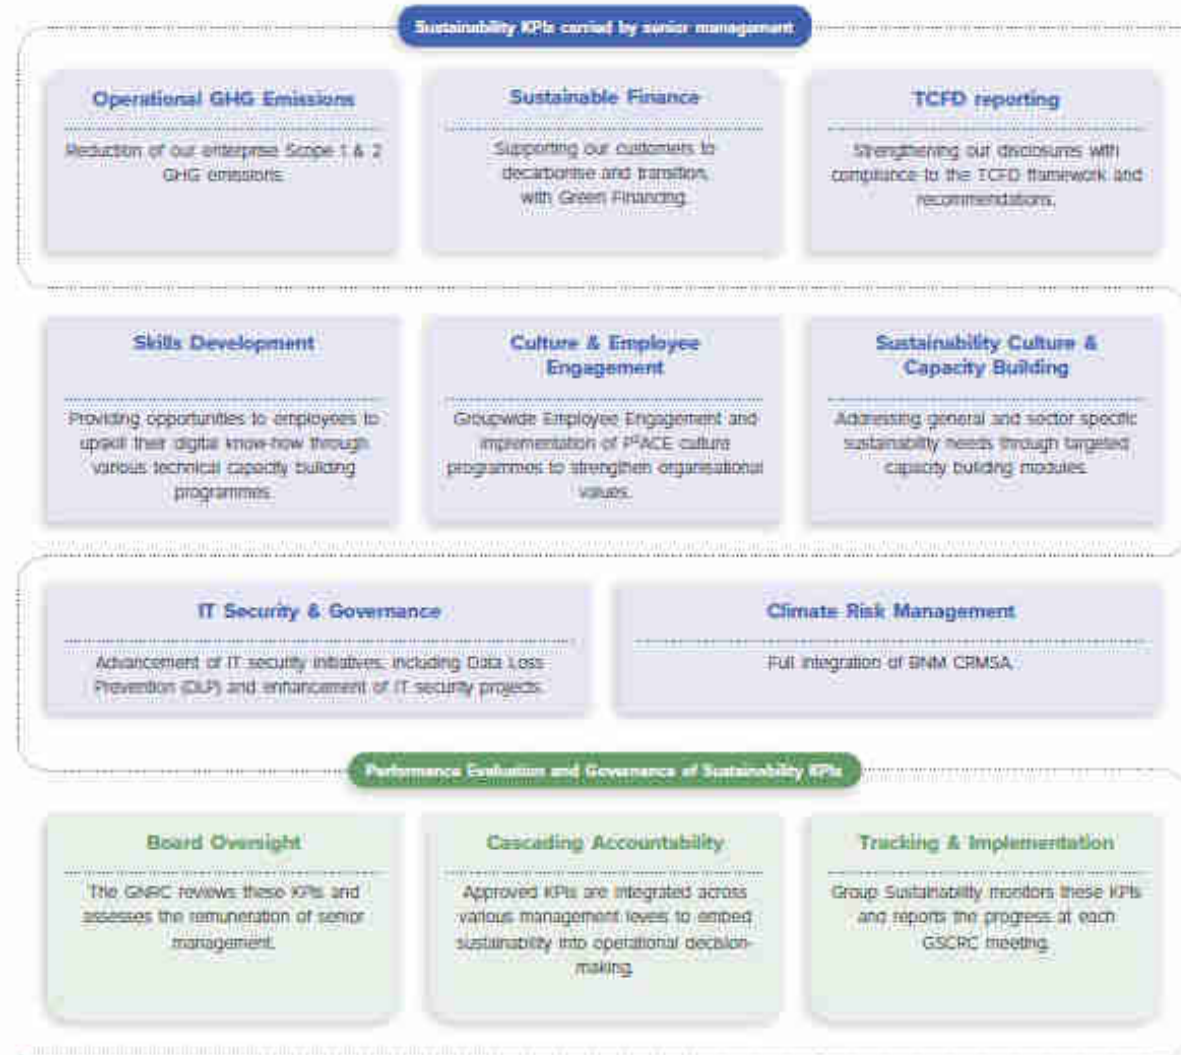 Sustainability KPIs carried by senior management
Operational GHG Emissions
Reduction of our enterprise Scope 1 & 2
GHG emissions.
Sustainable Finance
Supporting our customers to
decarbonise and transition,
with Green Financing.
TCFD reporting
Strengthening our disclosures with
compliance to the TCFD framework and
recommendations.
Skills Development
Providing opportunities to employees to
upskill their digital know-how through
various technical capacity building
programmes.
Culture & Employee
Engagement
Groupwide Employee Engagement and
implementation of P²ACE culture
programmes to strengthen organisational
values.
Sustainability Culture &
Capacity Building
Addressing general and sector specific
sustainability needs through targeted
capacity building modules.
IT Security & Governance
Advancement of IT security initiatives, including Data Loss
Prevention (DLP) and enhancement of IT security projects.
Climate Risk Management
Full integration of BNM CRMSA.
Performance Evaluation and Governance of Sustainability KPIs
Board Oversight
The GNRC reviews these KPIs and
assesses the remuneration of senior
management.
Cascading Accountability
Approved KPIs are integrated across
various management levels to embed
sustainability into operational decision-
making.
Tracking & Implementation
Group Sustainability monitors these KPIs
and reports the progress at each
GSCRC meeting.